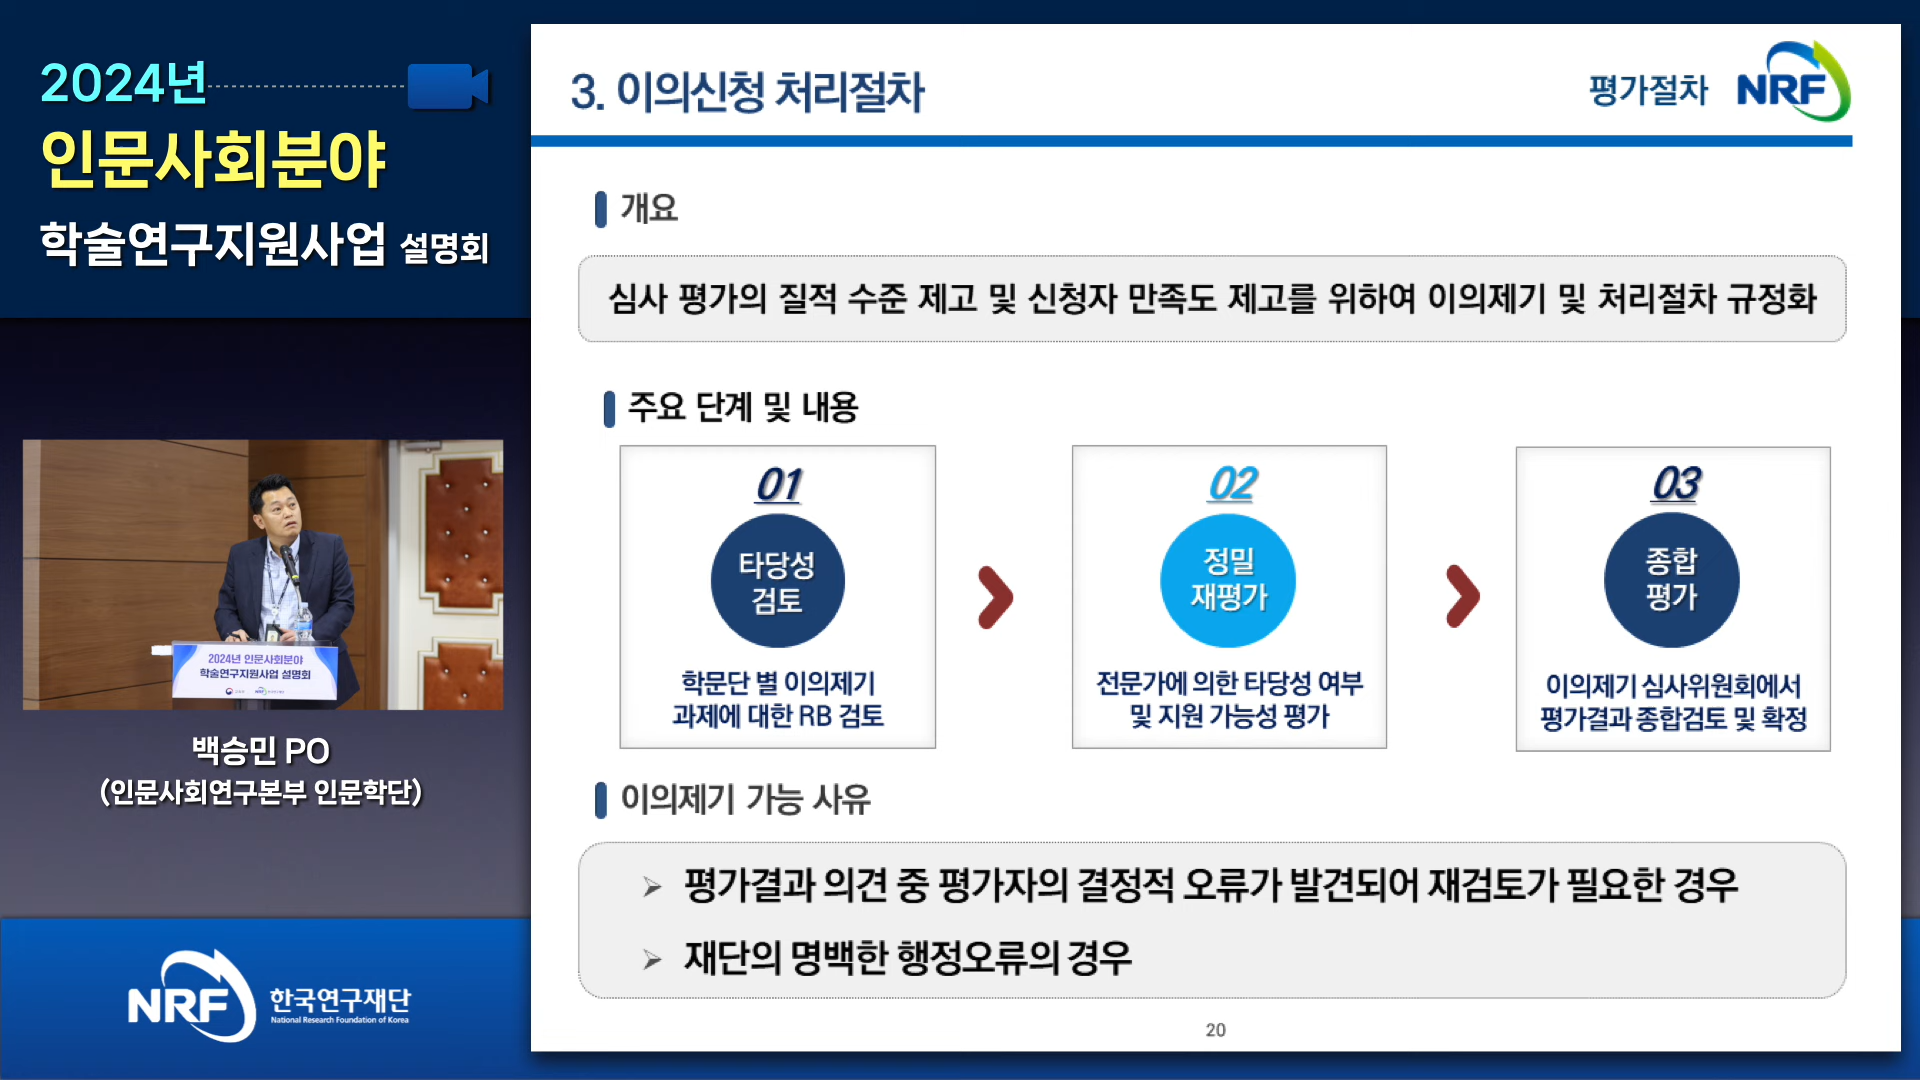 2024년
인문사회분야
학술연구지원사업 설명회
2024년 인문사회분야
학술연구지원사업 설명회
NRF
백승민 PO
(인문사회연구본부 인문학단)
NRF 한국연구재단
National Research Foundation of Korea
3. 이의신청 처리절차
평가절차 NRF
개요
심사 평가의 질적 수준 제고 및 신청자 만족도 제고를 위하여 이의제기 및 처리절차 규정화
주요 단계 및 내용
01
타당성
검토
학문단 별 이의제기
과제에 대한 RB 검토
02
정밀
재평가
전문가에 의한 타당성 여부
및 지원 가능성 평가
03
종합
평가
이의제기 심사위원회에서
평가결과 종합검토 및 확정
이의제기 가능 사유
➢ 평가결과 의견 중 평가자의 결정적 오류가 발견되어 재검토가 필요한 경우
➢ 재단의 명백한 행정오류의 경우
20